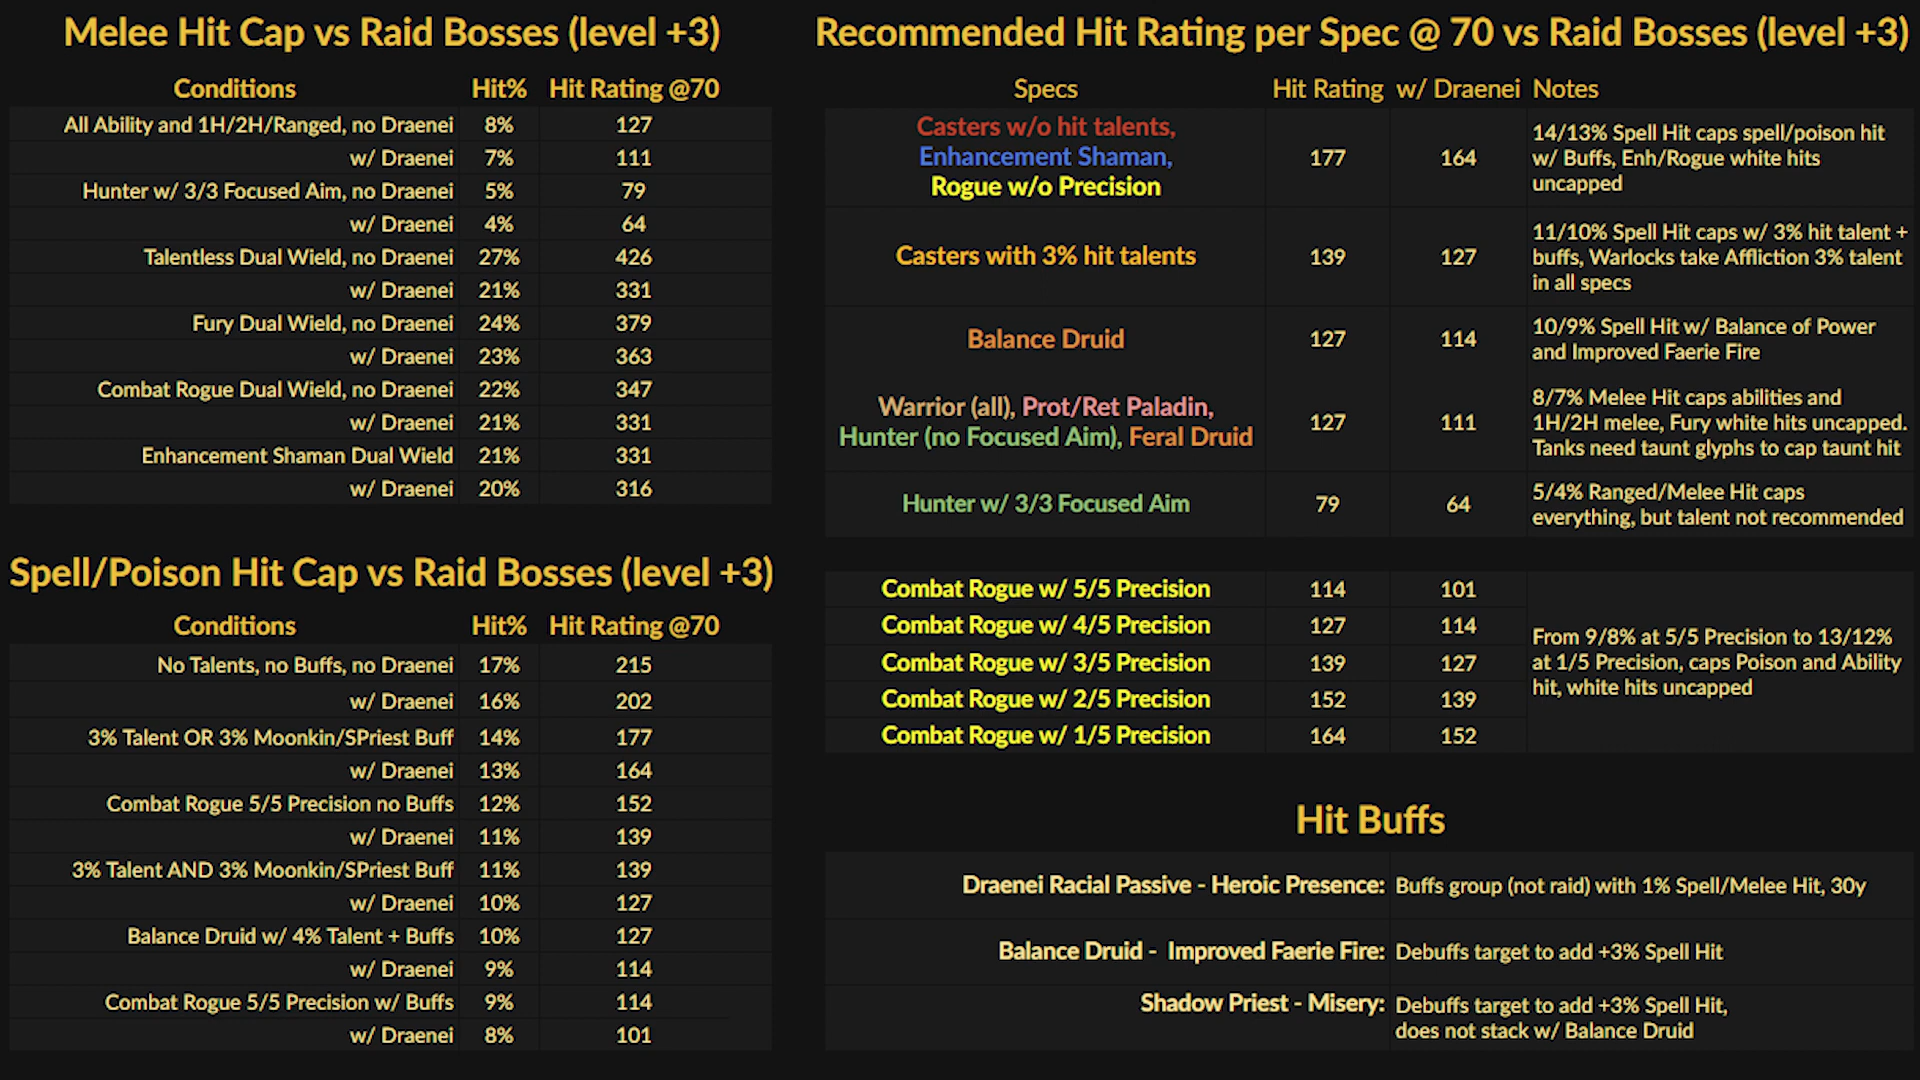 Melee Hit Cap vs Raid Bosses (level +3)
Conditions Hit% Hit Rating @70
All Ability and 1H/2H/Ranged, no Draenei 8% 127
w/ Draenei 7% 111
Hunter w/ 3/3 Focused Aim, no Draenei 5% 79
w/ Draenei 4% 64
Talentless Dual Wield, no Draenei 27% 426
w/ Draenei 21% 331
Fury Dual Wield, no Draenei 24% 379
w/ Draenei 23% 363
Combat Rogue Dual Wield, no Draenei 22% 347
w/ Draenei 21% 331
Enhancement Shaman Dual Wield 21% 331
w/ Draenei 20% 316
Spell/Poison Hit Cap vs Raid Bosses (level +3)
Conditions Hit% Hit Rating @70
No Talents, no Buffs, no Draenei 17% 215
w/ Draenei 16% 202
3% Talent OR 3% Moonkin/SPriest Buff 14% 177
w/ Draenei 13% 164
Combat Rogue 5/5 Precision no Buffs 12% 152
w/ Draenei 11% 139
3% Talent AND 3% Moonkin/SPriest Buff 11% 139
w/ Draenei 10% 127
Balance Druid w/ 4% Talent + Buffs 10% 127
w/ Draenei 9% 114
Combat Rogue 5/5 Precision w/ Buffs 9% 114
w/ Draenei 8% 101
Recommended Hit Rating per Spec @ 70 vs Raid Bosses (level +3)
Specs Hit Rating w/ Draenei Notes
Casters w/o hit talents,
Enhancement Shaman,
Rogue w/o Precision
177 164
14/13% Spell Hit caps spell/poison hit
w/ Buffs, Enh/Rogue white hits
uncapped
Casters with 3% hit talents 139 127
11/10% Spell Hit caps w/ 3% hit talent +
buffs, Warlocks take Affliction 3% talent
in all specs
Balance Druid 127 114
10/9% Spell Hit w/ Balance of Power
and Improved Faerie Fire
Warrior (all), Prot/Ret Paladin,
Hunter (no Focused Aim), Feral Druid
127 111
8/7% Melee Hit caps abilities and
1H/2H melee, Fury white hits uncapped.
Tanks need taunt glyphs to cap taunt hit
Hunter w/ 3/3 Focused Aim 79 64
5/4% Ranged/Melee Hit caps
everything, but talent not recommended
Combat Rogue w/ 5/5 Precision 114 101
Combat Rogue w/ 4/5 Precision 127 114
Combat Rogue w/ 3/5 Precision 139 127
Combat Rogue w/ 2/5 Precision 152 139
Combat Rogue w/ 1/5 Precision 164 152
From 9/8% at 5/5 Precision to 13/12%
at 1/5 Precision, caps Poison and Ability
hit, white hits uncapped
Hit Buffs
Draenei Racial Passive - Heroic Presence: Buffs group (not raid) with 1% Spell/Melee Hit, 30y
Balance Druid - Improved Faerie Fire: Debuffs target to add +3% Spell Hit
Shadow Priest - Misery: Debuffs target to add +3% Spell Hit,
does not stack w/ Balance Druid